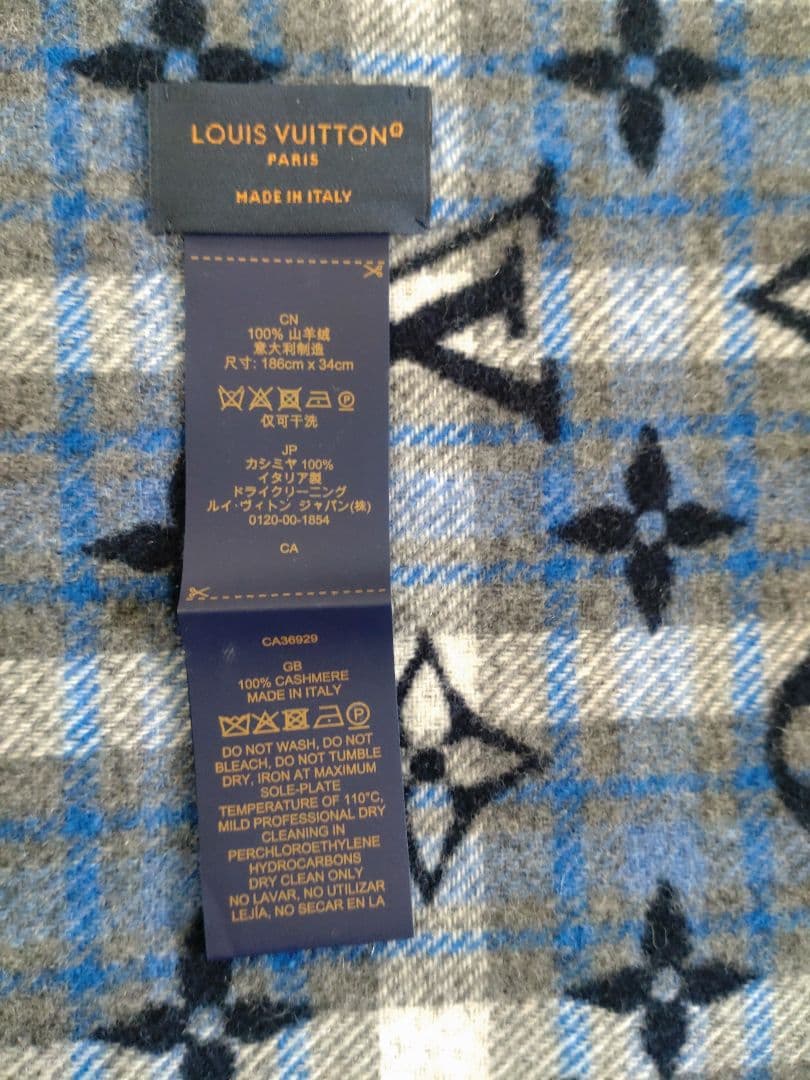 LOUIS VUITTON
PARIS
MADE IN ITALY
CN
100% 山羊绒
意大利制造
尺寸: 186cm x 34cm
P
仅可干洗
JP
カシミヤ 100%
イタリア製
ドライクリーニング
ルイ･ヴィトン ジャパン(株)
0120-00-1854
CA
CA36929
GB
100% CASHMERE
MADE IN ITALY
P
DO NOT WASH, DO NOT
BLEACH, DO NOT TUMBLE
DRY, IRON AT MAXIMUM
SOLE-PLATE
TEMPERATURE OF 110°C,
MILD PROFESSIONAL DRY
CLEANING IN
PERCHLOROETHYLENE
HYDROCARBONS
DRY CLEAN ONLY
NO LAVAR, NO UTILIZAR
LEJÍA, NO SECAR EN LA